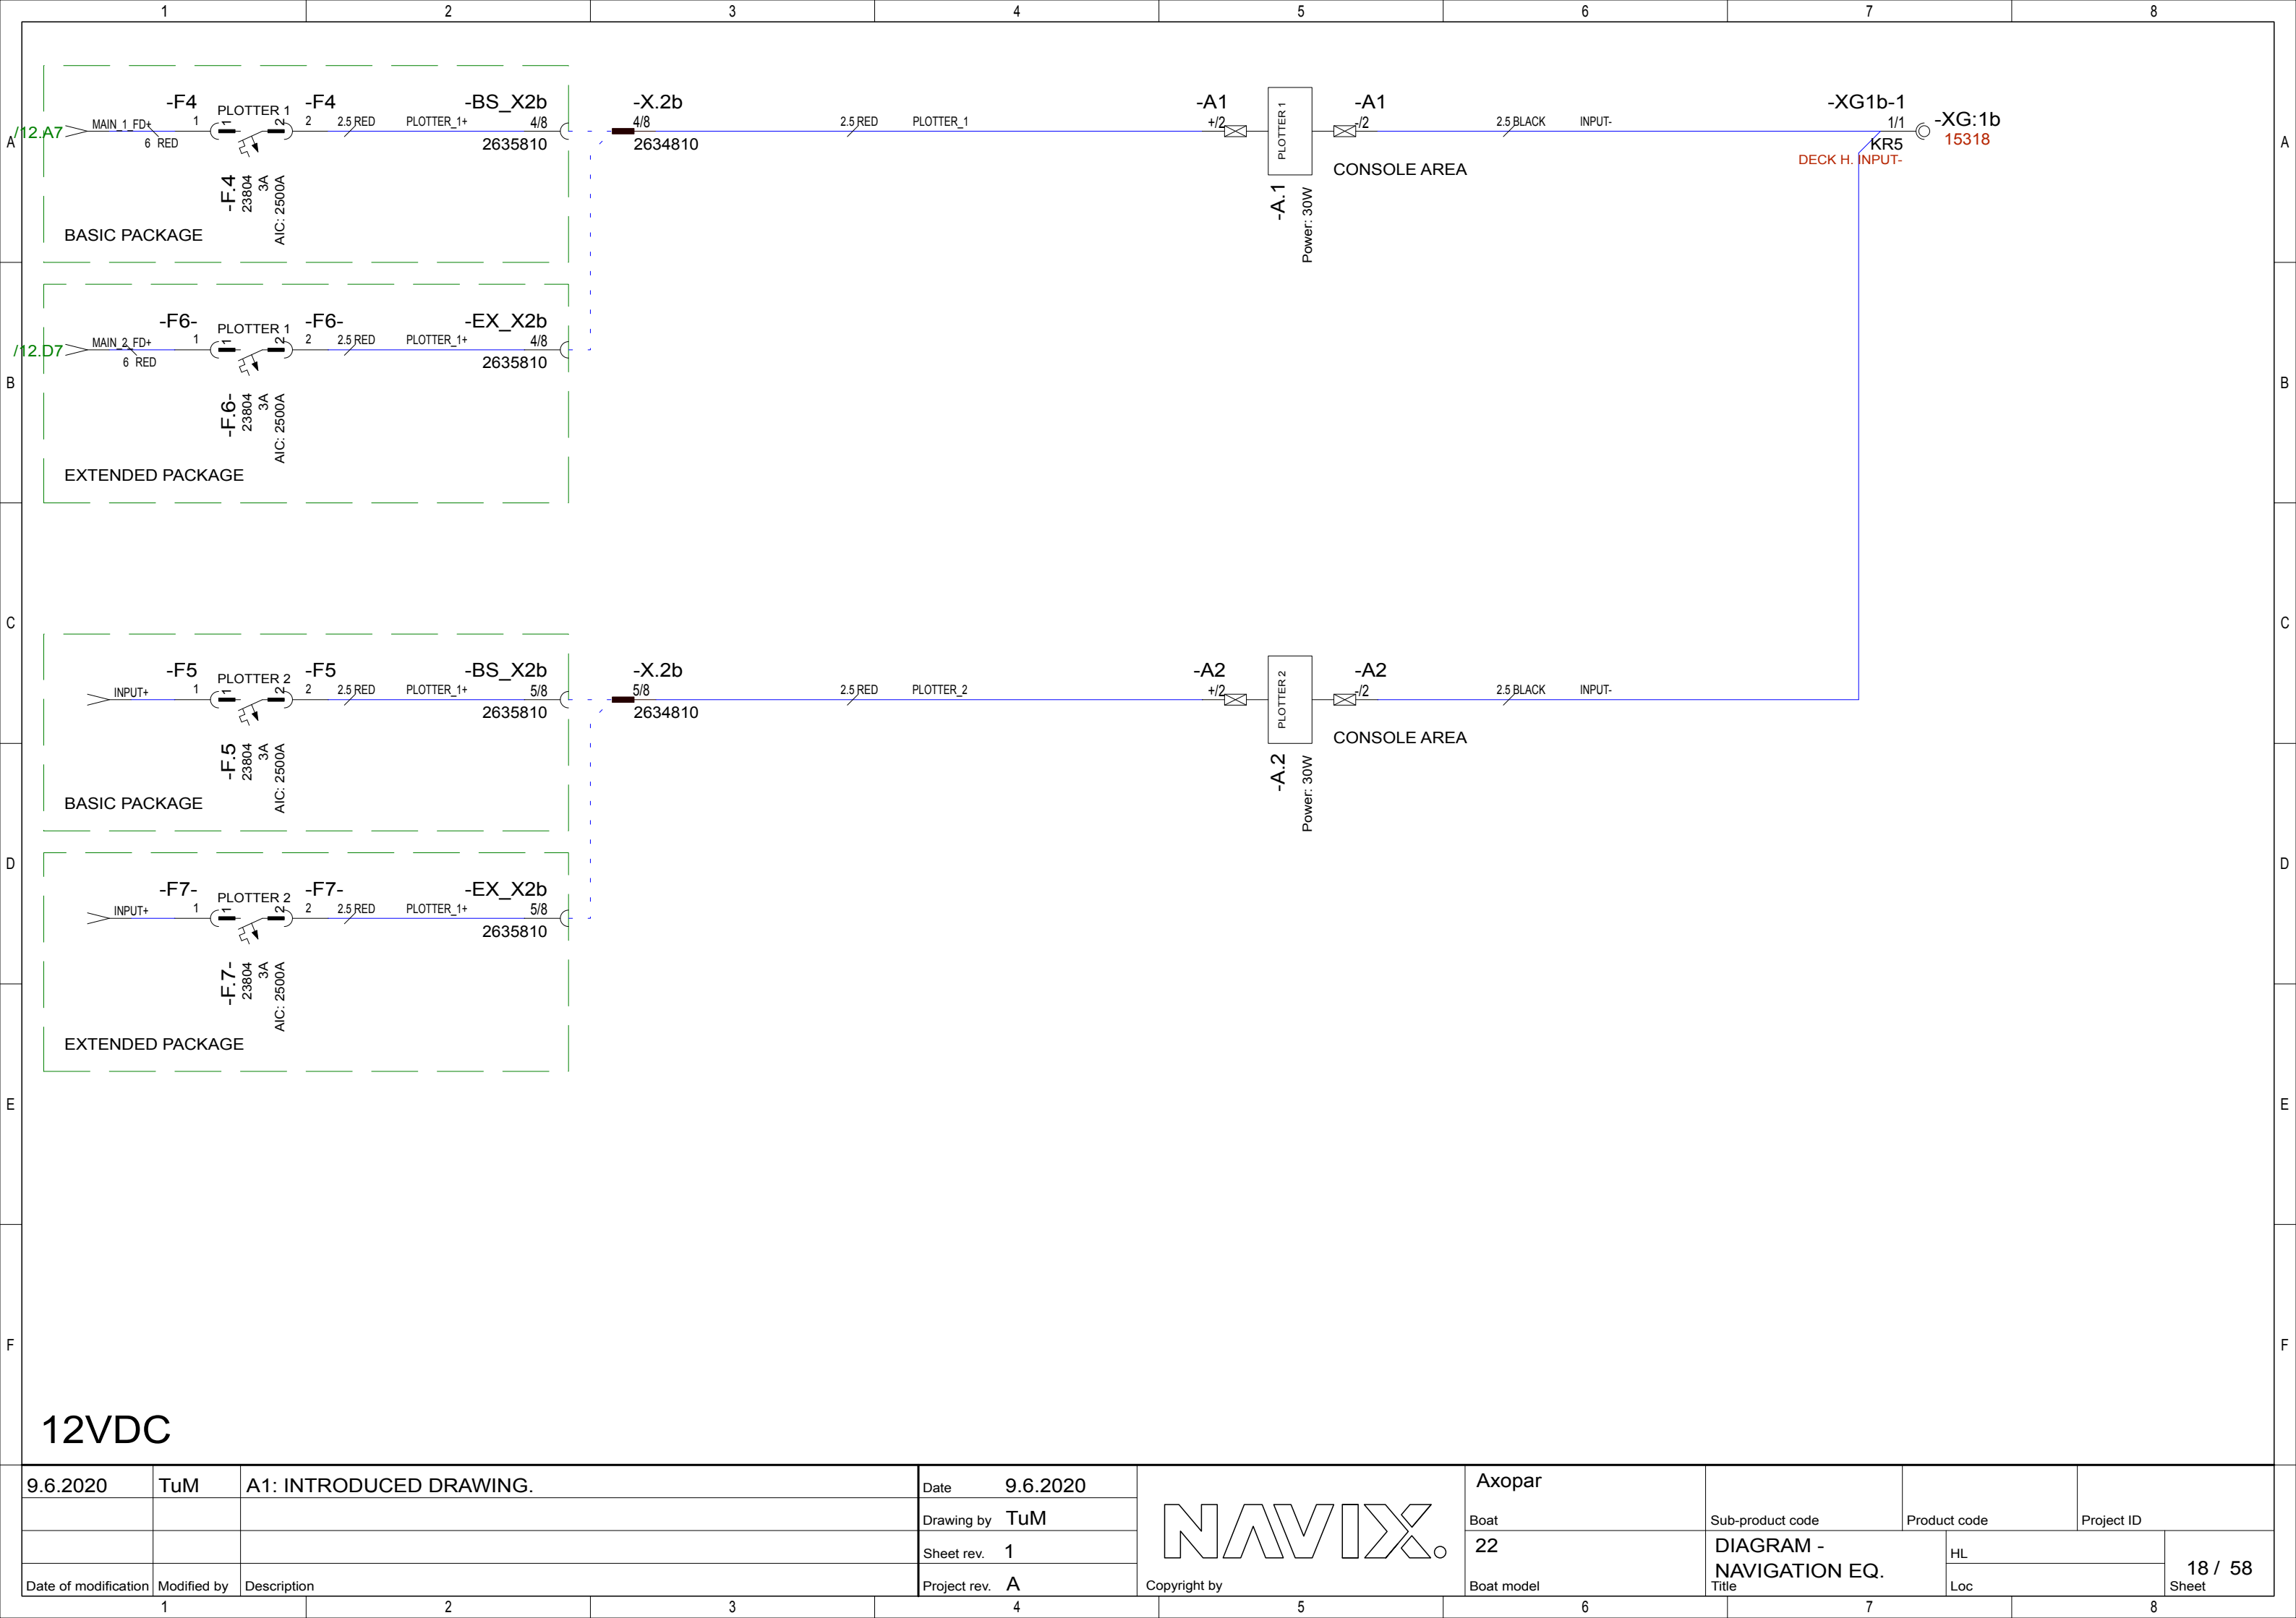 1 2 3 4 5 6 7 8
-F4 PLOTTER 1 -F4 -BS_X2b -X.2b -A1 -A1 -XG1b-1
/12.A7 MAIN_1_FD+ 1 1 2 2 2.5 RED PLOTTER_1+ 4/8 4/8 2.5 RED PLOTTER_1 +/2 PLOTTER 1 -/2 2.5 BLACK INPUT- 1/1 -XG:1b
A 6 RED 2635810 2634810 KR5 15318 A
DECK H. INPUT-
CONSOLE AREA
-F.4 23804 3A AIC: 2500A -A.1 Power: 30W
BASIC PACKAGE
-F6- PLOTTER 1 -F6- -EX_X2b
/12.D7 MAIN_2_FD+ 1 1 2 2 2.5 RED PLOTTER_1+ 4/8
6 RED 2635810
B B
-F.6- 23804 3A AIC: 2500A
EXTENDED PACKAGE
C C
-F5 PLOTTER 2 -F5 -BS_X2b -X.2b -A2 -A2
INPUT+ 1 1 2 2 2.5 RED PLOTTER_1+ 5/8 5/8 2.5 RED PLOTTER_2 +/2 PLOTTER 2 -/2 2.5 BLACK INPUT-
2635810 2634810
CONSOLE AREA
-F.5 23804 3A AIC: 2500A -A.2 Power: 30W
BASIC PACKAGE
D D
-F7- PLOTTER 2 -F7- -EX_X2b
INPUT+ 1 1 2 2 2.5 RED PLOTTER_1+ 5/8
2635810
-F.7- 23804 3A AIC: 2500A
EXTENDED PACKAGE
E E
F F
12VDC
9.6.2020 TuM A1: INTRODUCED DRAWING.
Date of modification Modified by Description
Date 9.6.2020
Drawing by TuM
Sheet rev. 1
Project rev. A
NAVIX.
Copyright by
Axopar
Boat
22
Boat model
Sub-product code Product code Project ID
DIAGRAM -
NAVIGATION EQ.
Title
HL
Loc
18 / 58
Sheet
1 2 3 4 5 6 7 8